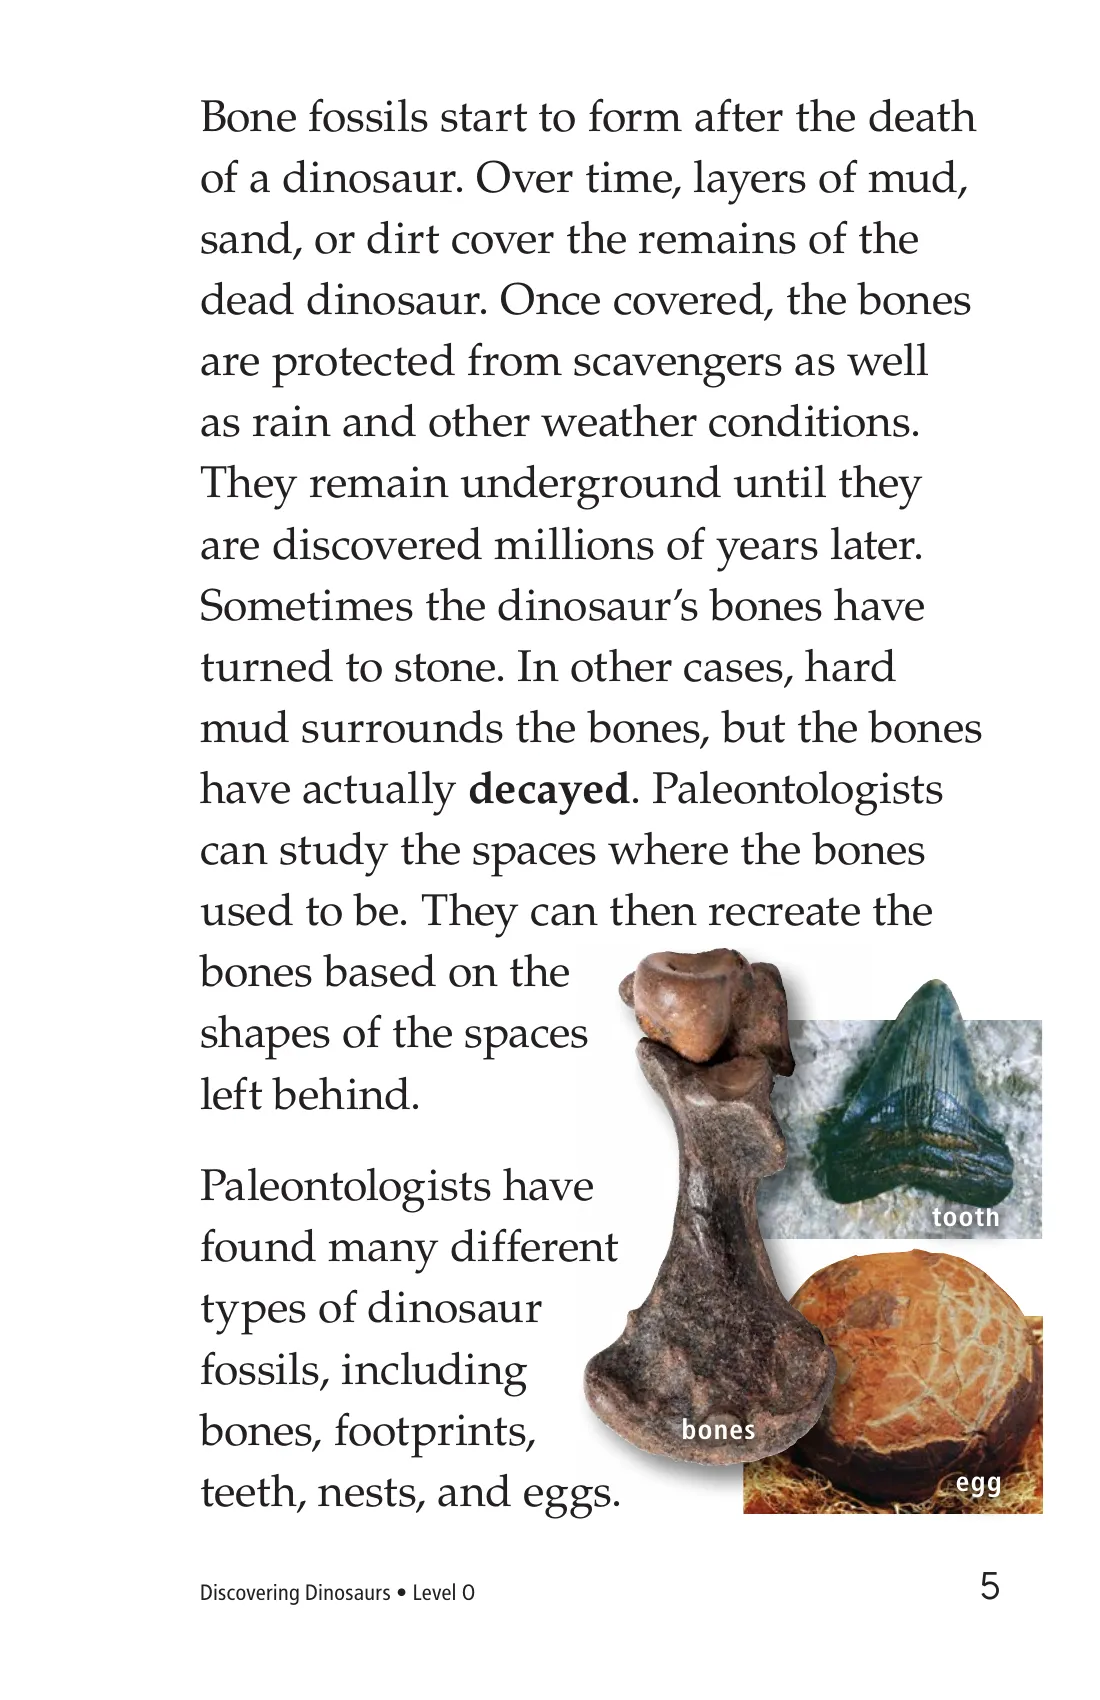 Bone fossils start to form after the death
of a dinosaur. Over time, layers of mud,
sand, or dirt cover the remains of the
dead dinosaur. Once covered, the bones
are protected from scavengers as well
as rain and other weather conditions.
They remain underground until they
are discovered millions of years later.
Sometimes the dinosaur’s bones have
turned to stone. In other cases, hard
mud surrounds the bones, but the bones
have actually decayed. Paleontologists
can study the spaces where the bones
used to be. They can then recreate the
bones based on the
shapes of the spaces
left behind.
Paleontologists have
found many different
types of dinosaur
fossils, including
bones, footprints,
teeth, nests, and eggs.
tooth
bones
egg
Discovering Dinosaurs • Level O
5